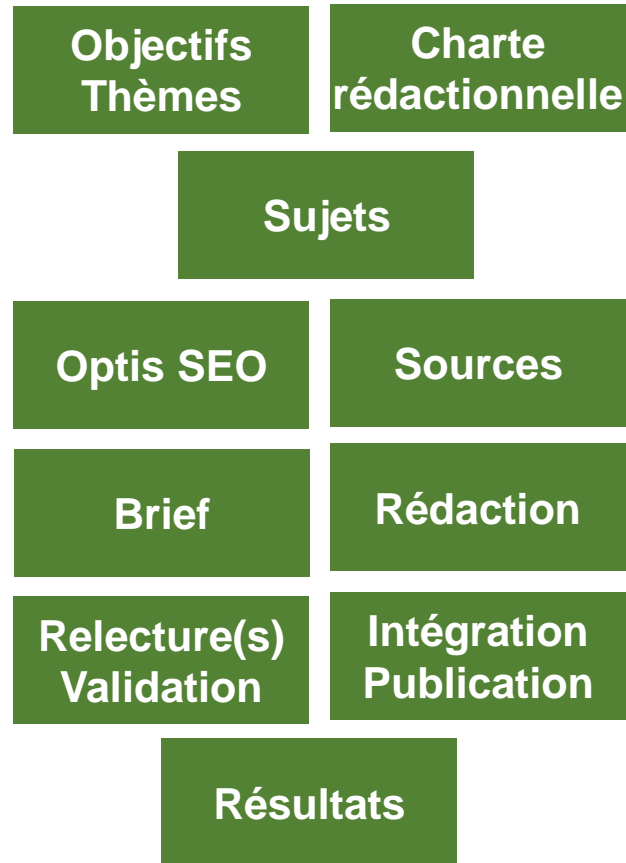 Objectifs
Thèmes
Charte
rédactionnelle
Sujets
Optis SEO
Sources
Brief
Rédaction
Relecture(s)
Validation
Intégration
Publication
Résultats